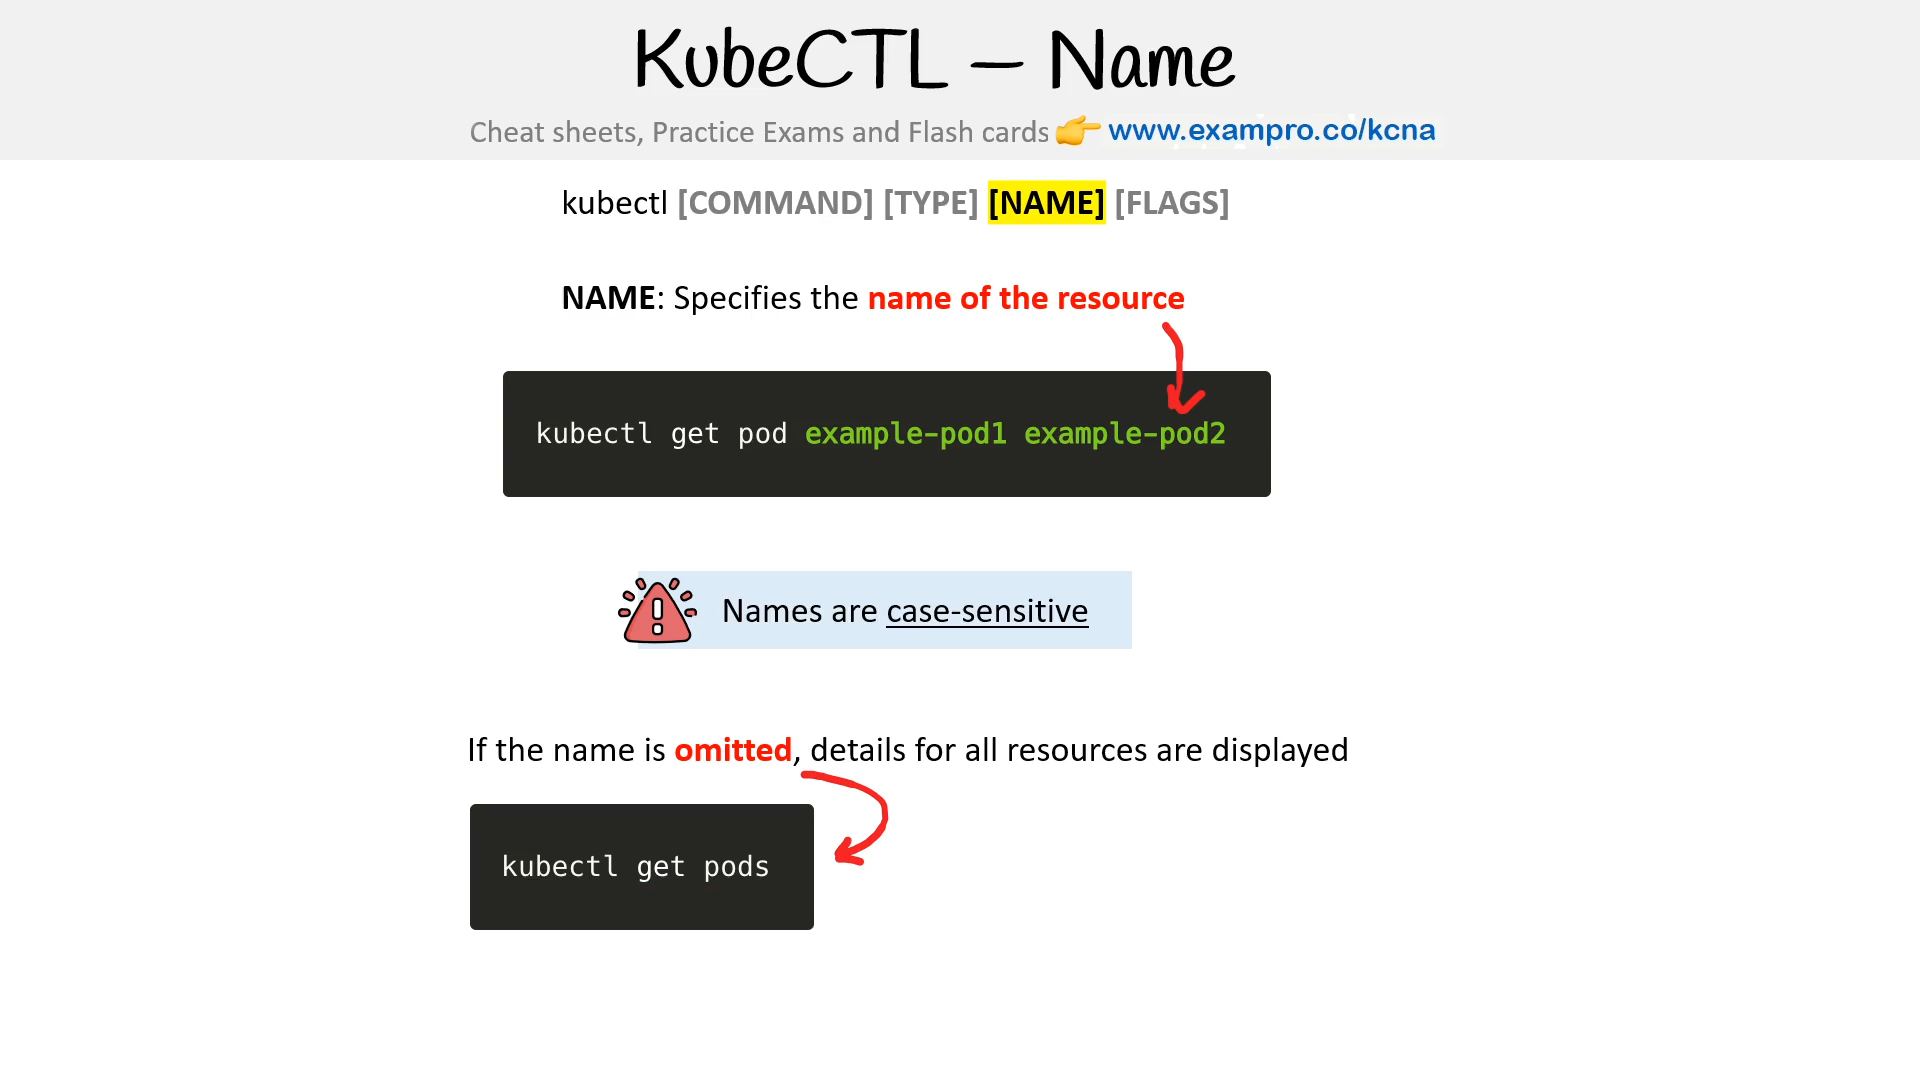 KubeCTL – Name
Cheat sheets, Practice Exams and Flash cards 👉 www.exampro.co/kcna
kubectl [COMMAND] [TYPE] [NAME] [FLAGS]
NAME: Specifies the name of the resource
kubectl get pod example-pod1 example-pod2
Names are case-sensitive
If the name is omitted, details for all resources are displayed
kubectl get pods